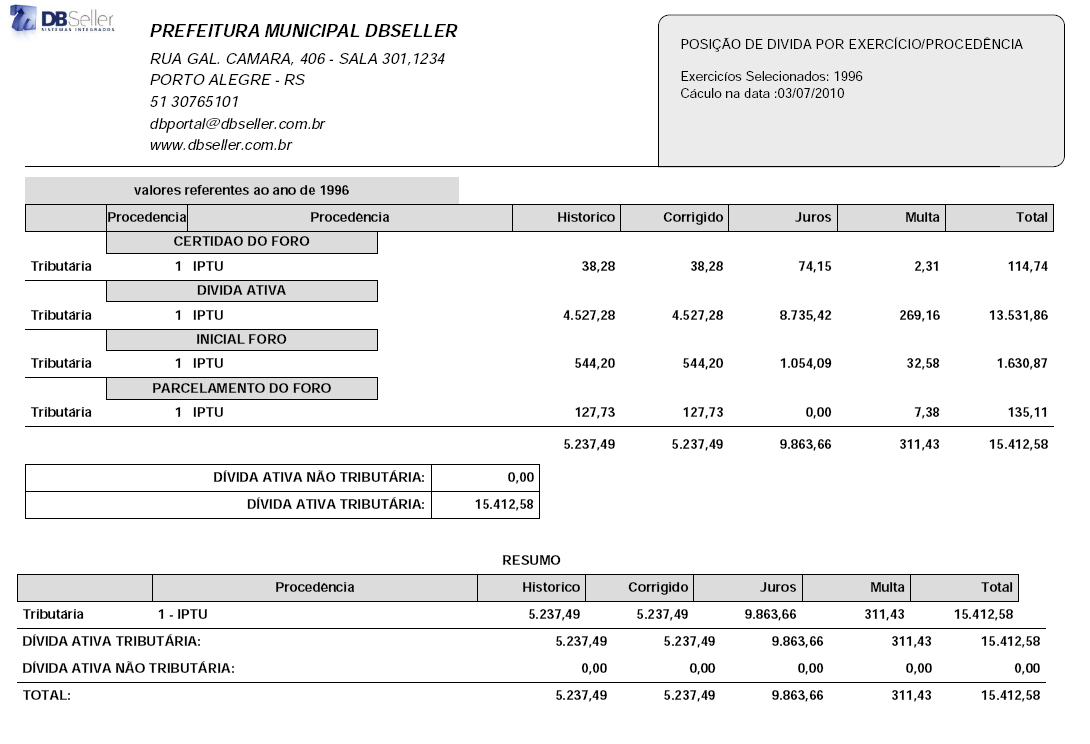 DBSeller
SISTEMAS INTEGRADOS
PREFEITURA MUNICIPAL DBSELLER
RUA GAL. CAMARA, 406 - SALA 301,1234
PORTO ALEGRE - RS
51 30765101
dbportal@dbseller.com.br
www.dbseller.com.br
POSIÇÃO DE DIVIDA POR EXERCÍCIO/PROCEDÊNCIA
Exercicíos Selecionados: 1996
Cáculo na data :03/07/2010
valores referentes ao ano de 1996
Procedencia Procedência Historico Corrigido Juros Multa Total
CERTIDAO DO FORO
Tributária 1 IPTU 38,28 38,28 74,15 2,31 114,74
DIVIDA ATIVA
Tributária 1 IPTU 4.527,28 4.527,28 8.735,42 269,16 13.531,86
INICIAL FORO
Tributária 1 IPTU 544,20 544,20 1.054,09 32,58 1.630,87
PARCELAMENTO DO FORO
Tributária 1 IPTU 127,73 127,73 0,00 7,38 135,11
5.237,49 5.237,49 9.863,66 311,43 15.412,58
DÍVIDA ATIVA NÃO TRIBUTÁRIA: 0,00
DÍVIDA ATIVA TRIBUTÁRIA: 15.412,58
RESUMO
Procedência Historico Corrigido Juros Multa Total
Tributária 1 - IPTU 5.237,49 5.237,49 9.863,66 311,43 15.412,58
DÍVIDA ATIVA TRIBUTÁRIA: 5.237,49 5.237,49 9.863,66 311,43 15.412,58
DÍVIDA ATIVA NÃO TRIBUTÁRIA: 0,00 0,00 0,00 0,00 0,00
TOTAL: 5.237,49 5.237,49 9.863,66 311,43 15.412,58